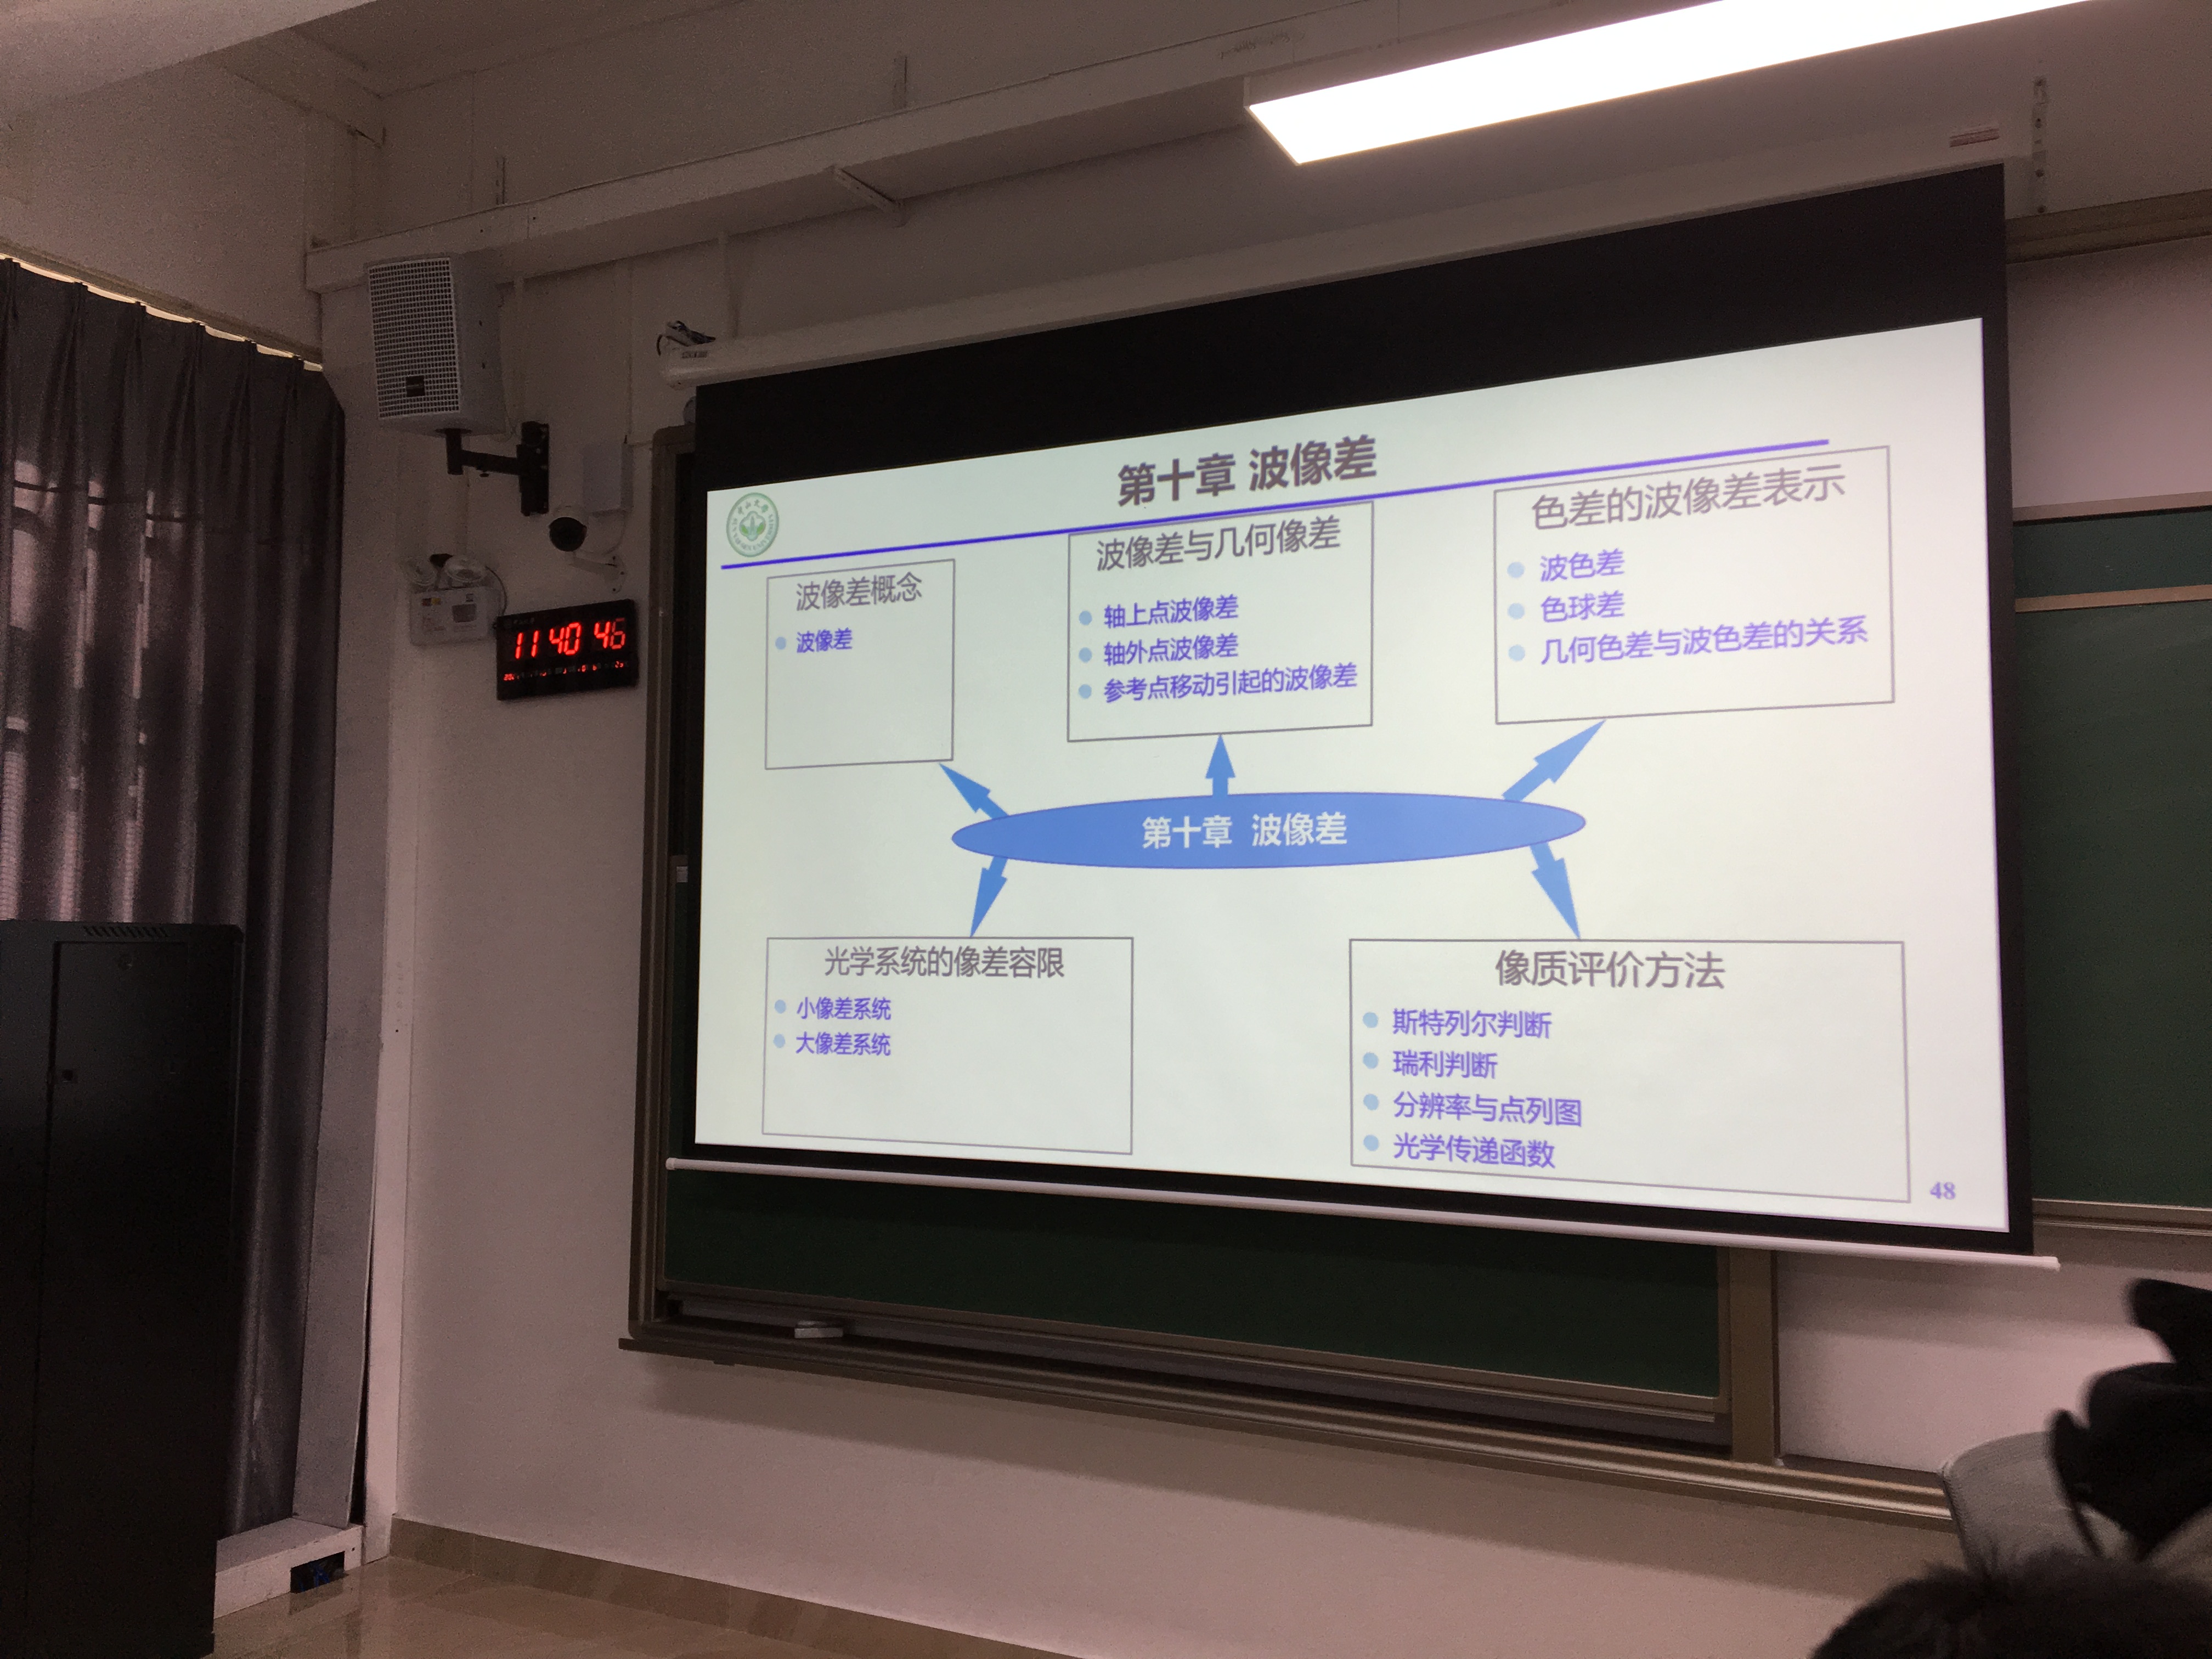 第十章 波像差
中山大学
波像差概念
波像差
波像差与几何像差
轴上点波像差
轴外点波像差
参考点移动引起的波像差
色差的波像差表示
波色差
色球差
几何色差与波色差的关系
第十章 波像差
光学系统的像差容限
小像差系统
大像差系统
像质评价方法
斯特列尔判断
瑞利判断
分辨率与点列图
光学传递函数
48
11 40 46